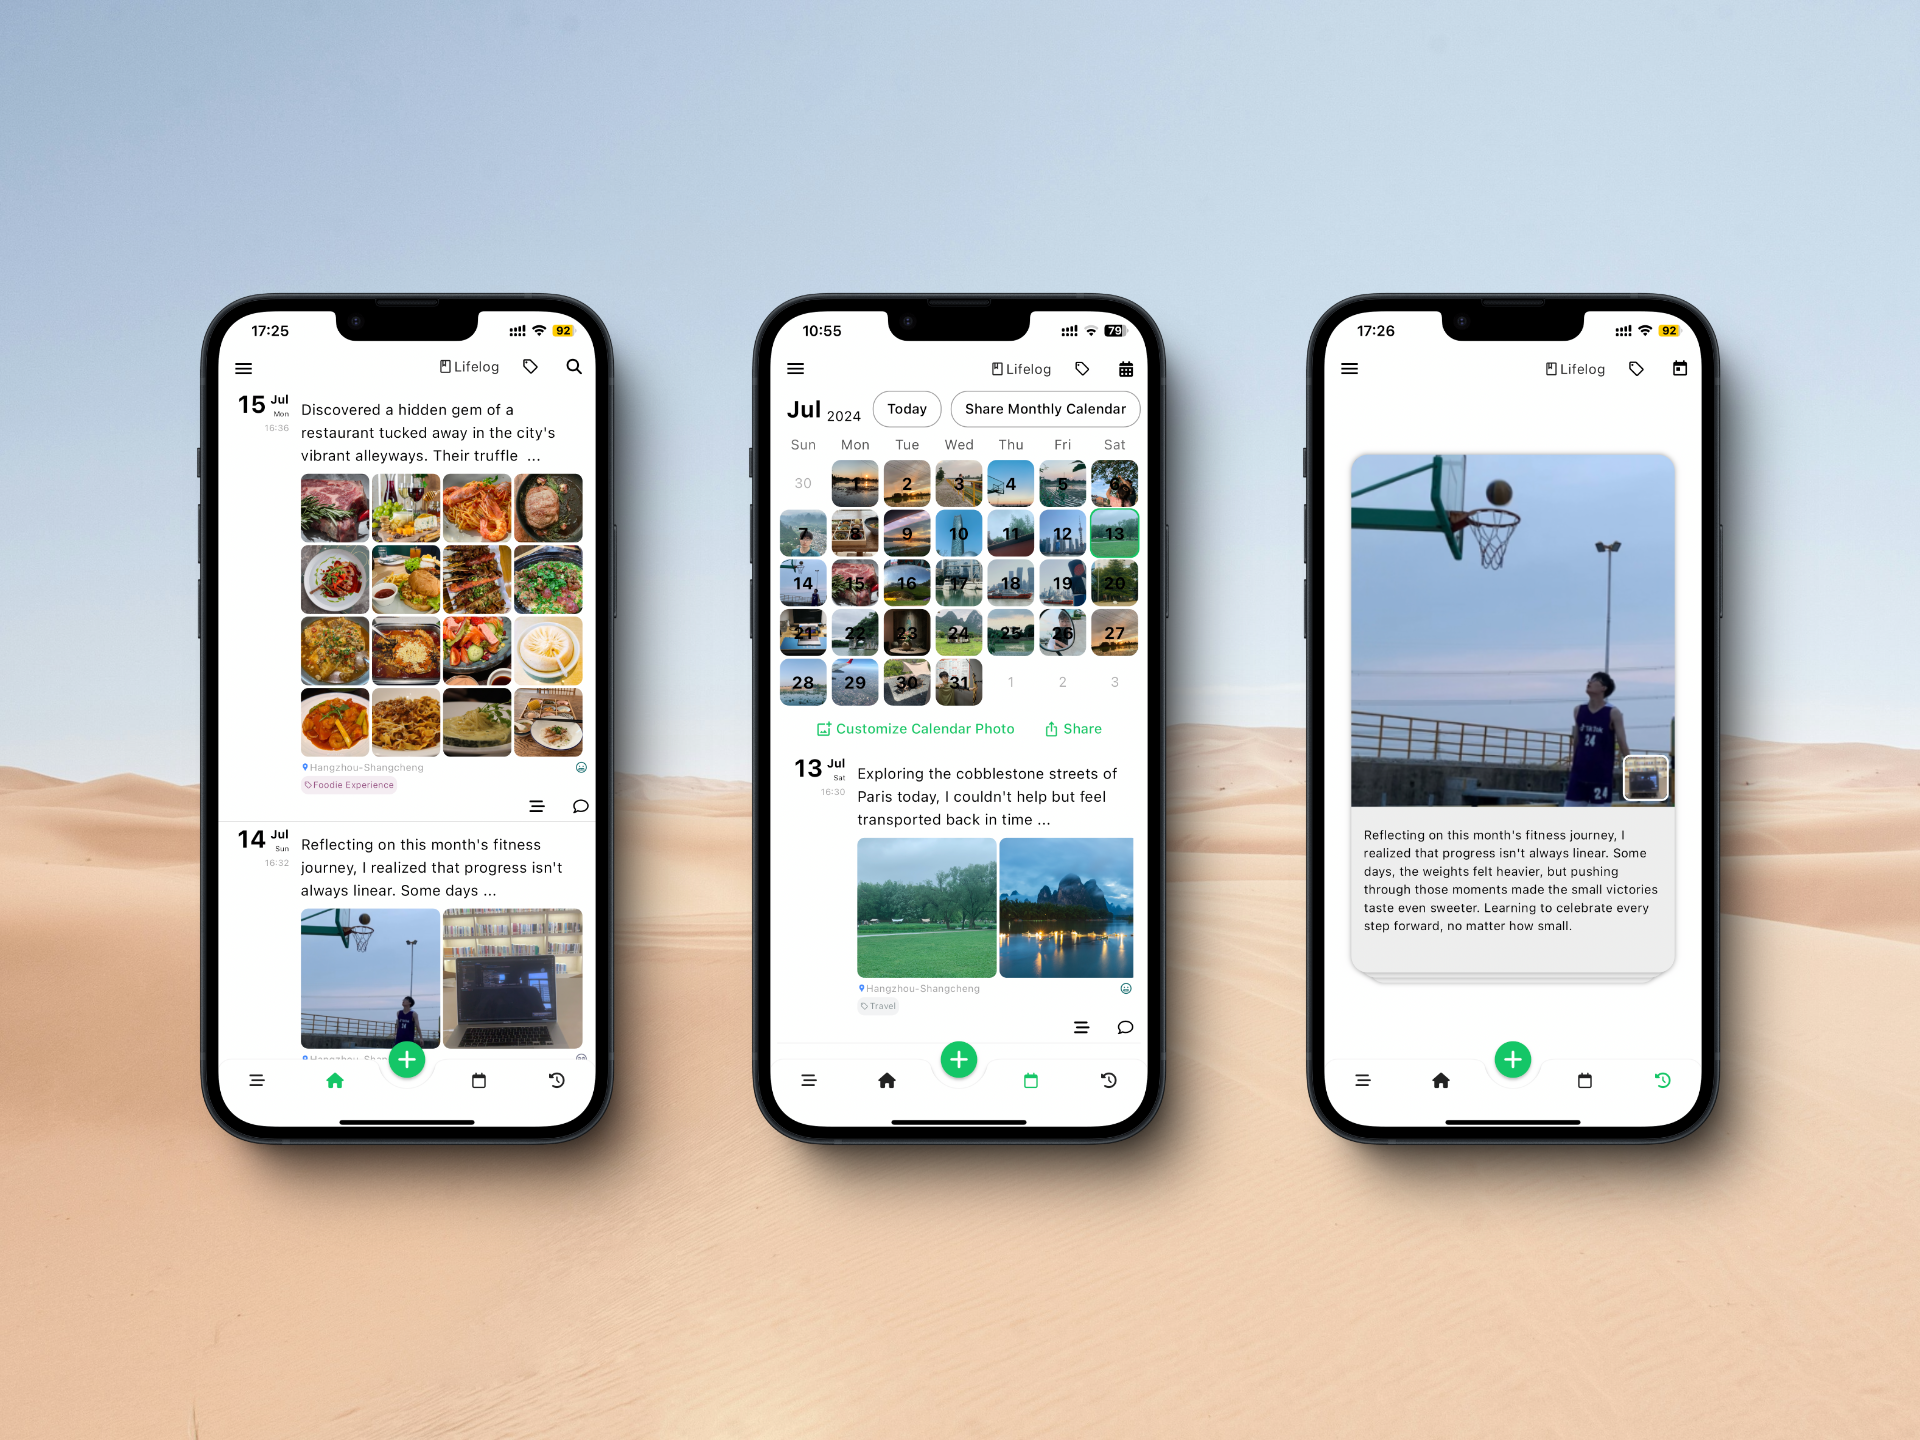 17:25
92
Lifelog
15 Jul
Mon
16:36
Discovered a hidden gem of a
restaurant tucked away in the city's
vibrant alleyways. Their truffle ...
Hangzhou-Shangcheng
Foodie Experience
14 Jul
Sun
16:32
Reflecting on this month's fitness
journey, I realized that progress isn't
always linear. Some days ...
24
10:55
79
Lifelog
Jul 2024
Today
Share Monthly Calendar
Sun Mon Tue Wed Thu Fri Sat
30 1 2 3 4 5 6
7 8 9 10 11 12 13
14 15 16 17 18 19 20
21 22 23 24 25 26 27
28 29 30 31 1 2 3
Customize Calendar Photo
Share
13 Jul
Sat
16:30
Exploring the cobblestone streets of
Paris today, I couldn't help but feel
transported back in time ...
Hangzhou-Shangcheng
Travel
17:26
92
Lifelog
24
24
Reflecting on this month's fitness journey, I
realized that progress isn't always linear. Some
days, the weights felt heavier, but pushing
through those moments made the small victories
taste even sweeter. Learning to celebrate every
step forward, no matter how small.